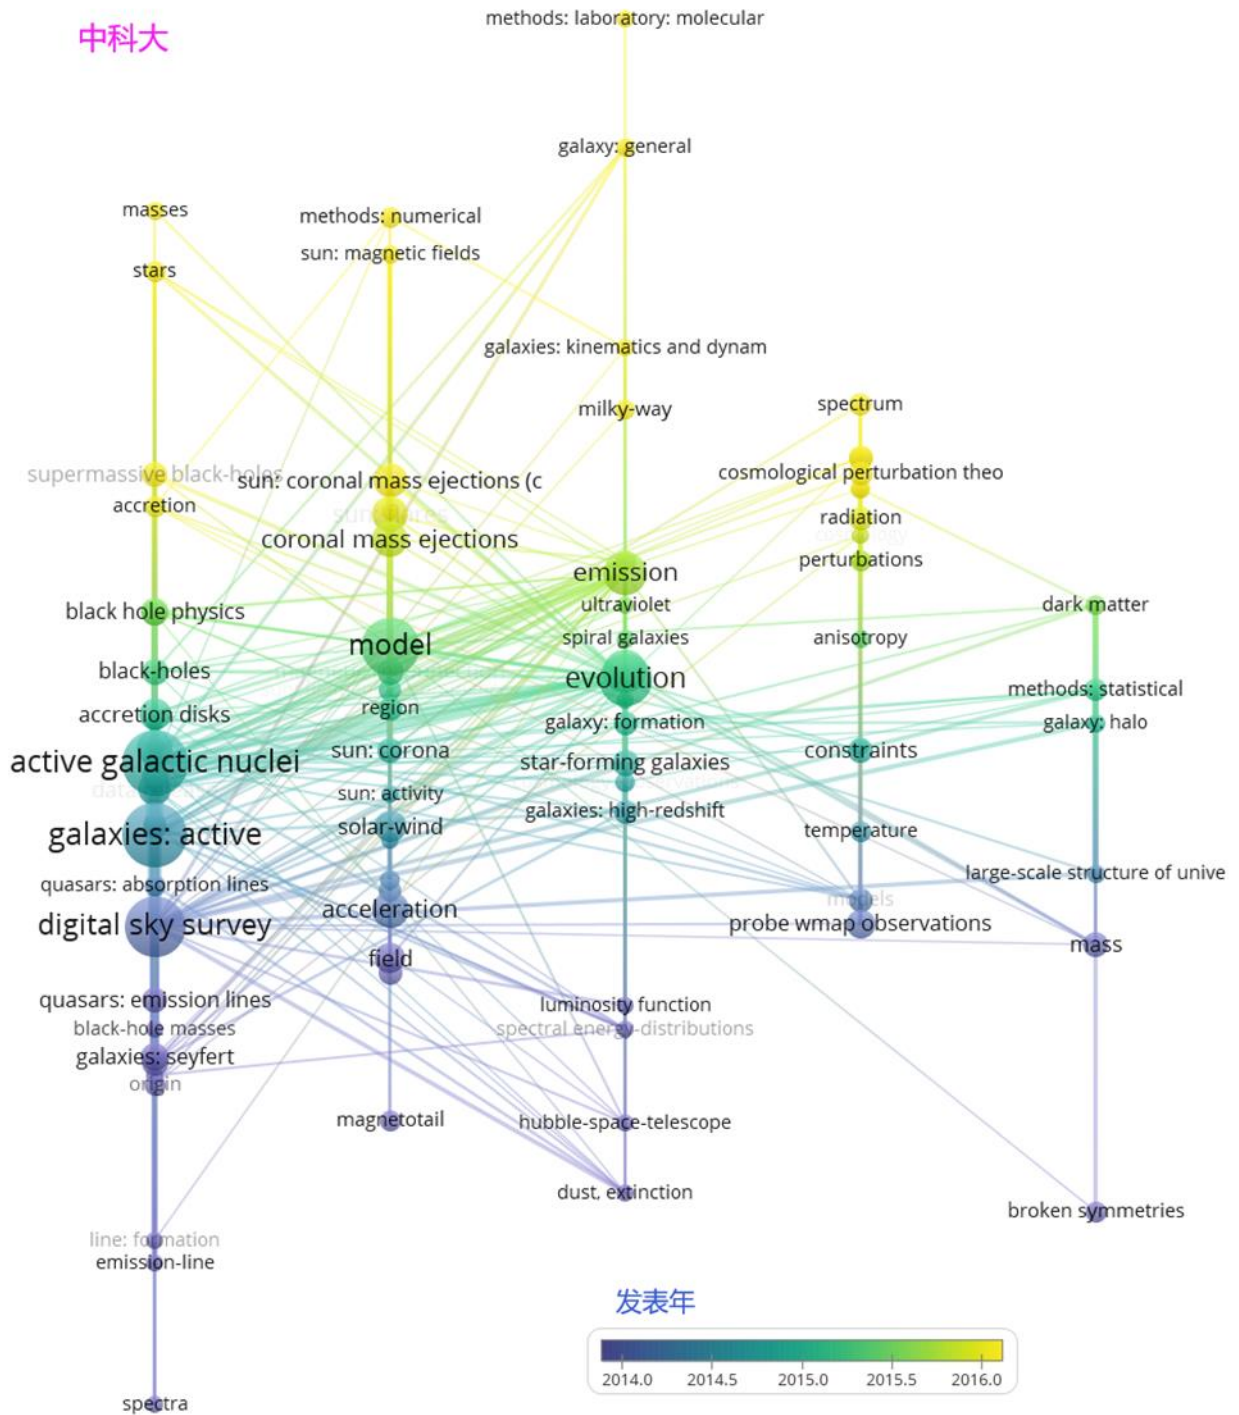 中科大
methods: laboratory: molecular
galaxy: general
masses
methods: numerical
sun: magnetic fields
stars
galaxies: kinematics and dynam
milky-way
spectrum
supermassive black-holes
sun: coronal mass ejections (c
cosmological perturbation theo
accretion
sun: flares
radiation
cosmology
coronal mass ejections
perturbations
emission
ultraviolet
dark matter
black hole physics
model
spiral galaxies
anisotropy
black-holes
evolution
methods: statistical
accretion disks
region
galaxy: formation
galaxy: halo
active galactic nuclei
sun: corona
star-forming galaxies
constraints
sun: activity
galaxies: high-redshift
galaxies: active
solar-wind
temperature
quasars: absorption lines
large-scale structure of unive
models
digital sky survey
acceleration
probe wmap observations
field
mass
quasars: emission lines
luminosity function
black-hole masses
spectral energy-distributions
galaxies: seyfert
origin
magnetotail
hubble-space-telescope
dust, extinction
broken symmetries
line: formation
emission-line
spectra
发表年
2014.0 2014.5 2015.0 2015.5 2016.0